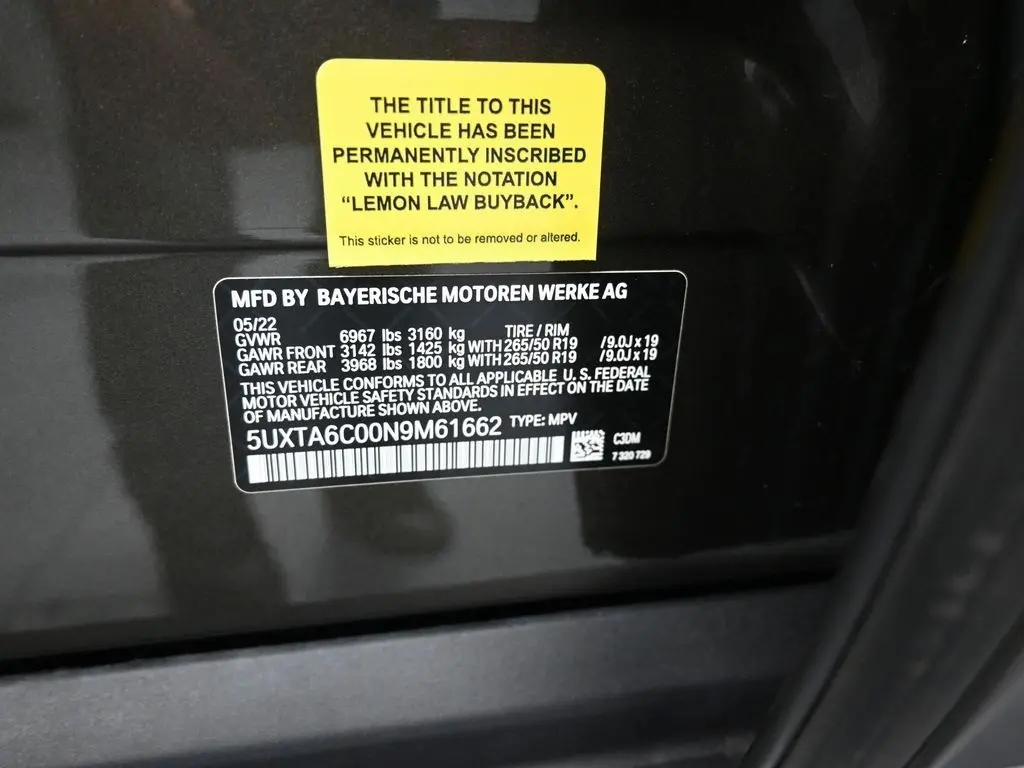 THE TITLE TO THIS
VEHICLE HAS BEEN
PERMANENTLY INSCRIBED
WITH THE NOTATION
“LEMON LAW BUYBACK”.
This sticker is not to be removed or altered.
MFD BY BAYERISCHE MOTOREN WERKE AG
05/22 TIRE / RIM
GVWR 6967 lbs 3160 kg
GAWR FRONT 3142 lbs 1425 kg WITH 265/50 R19 /9.0J x 19
GAWR REAR 3968 lbs 1800 kg WITH 265/50 R19 /9.0J x 19
THIS VEHICLE CONFORMS TO ALL APPLICABLE U. S. FEDERAL
MOTOR VEHICLE SAFETY STANDARDS IN EFFECT ON THE DATE
OF MANUFACTURE SHOWN ABOVE.
5UXTA6C00N9M61662 TYPE: MPV
C3DM
7 320 729